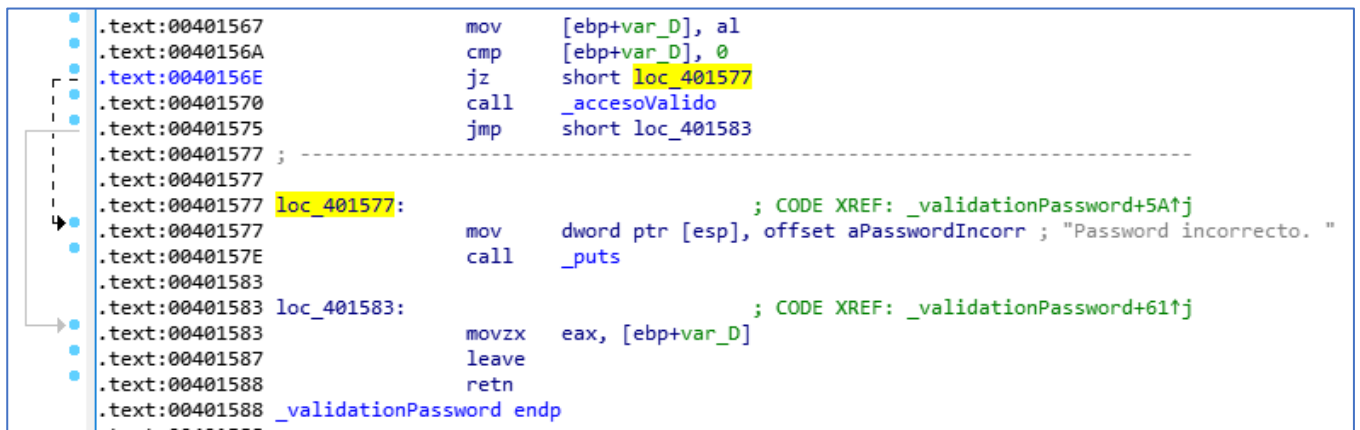 .text:00401567 mov [ebp+var_D], al
.text:0040156A cmp [ebp+var_D], 0
.text:0040156E jz short loc_401577
.text:00401570 call _accesoValido
.text:00401575 jmp short loc_401583
.text:00401577 ; ---------------------------------------------------------------------------
.text:00401577
.text:00401577 loc_401577: ; CODE XREF: _validationPassword+5A↑j
.text:00401577 mov dword ptr [esp], offset aPasswordIncorr ; "Password incorrecto. "
.text:0040157E call _puts
.text:00401583
.text:00401583 loc_401583: ; CODE XREF: _validationPassword+61↑j
.text:00401583 movzx eax, [ebp+var_D]
.text:00401587 leave
.text:00401588 retn
.text:00401588 _validationPassword endp